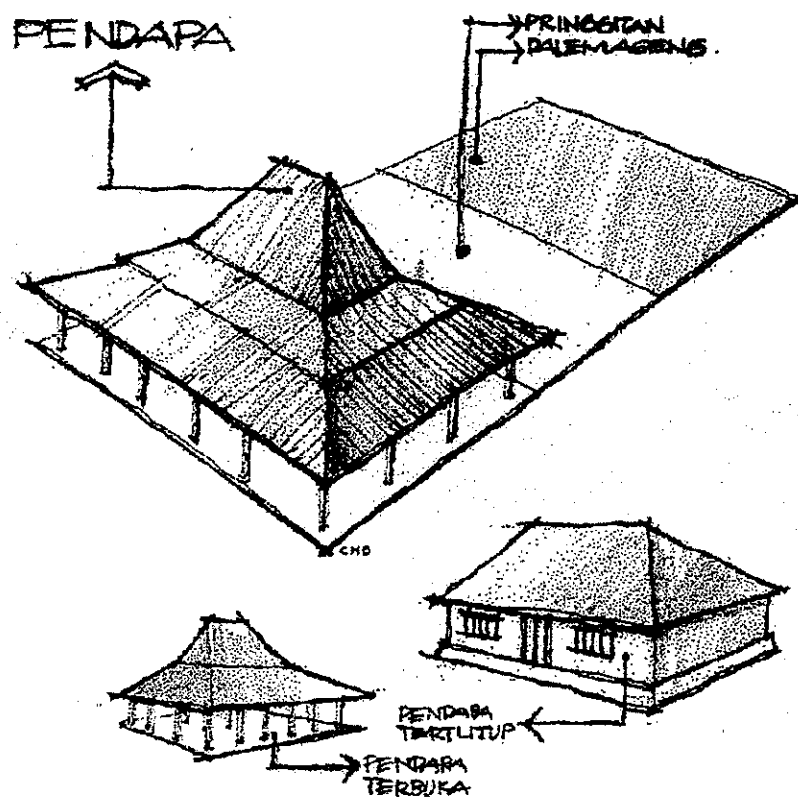 PENDAPA
PRINGGITAN
DALEM AGENG.
CHD
PENDAPA
TERTUTUP
PENDAPA
TERBUKA